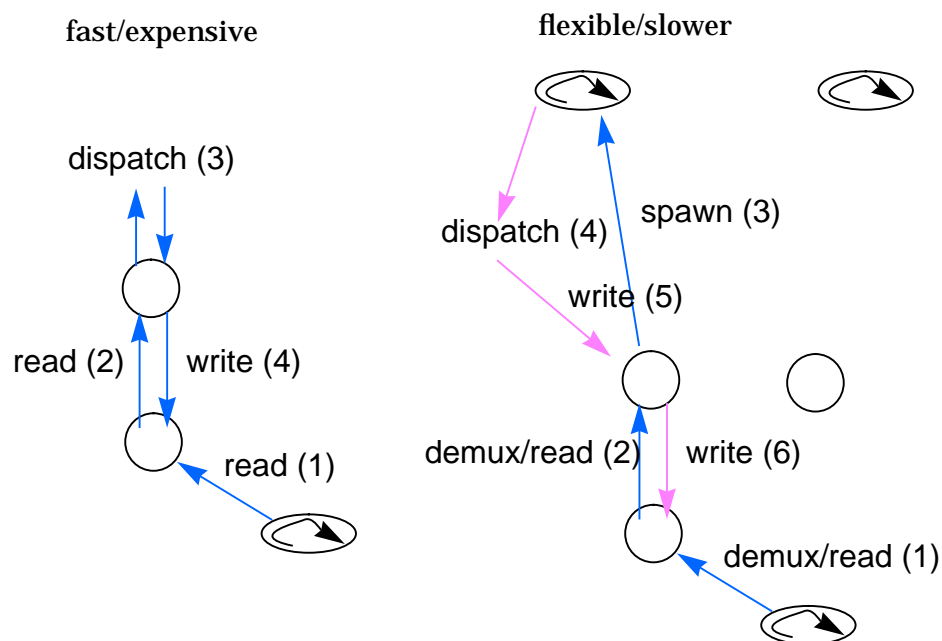 fast/expensive
flexible/slower
dispatch (3)
spawn (3)
dispatch (4)
write (5)
read (2)
write (4)
demux/read (2)
write (6)
read (1)
demux/read (1)